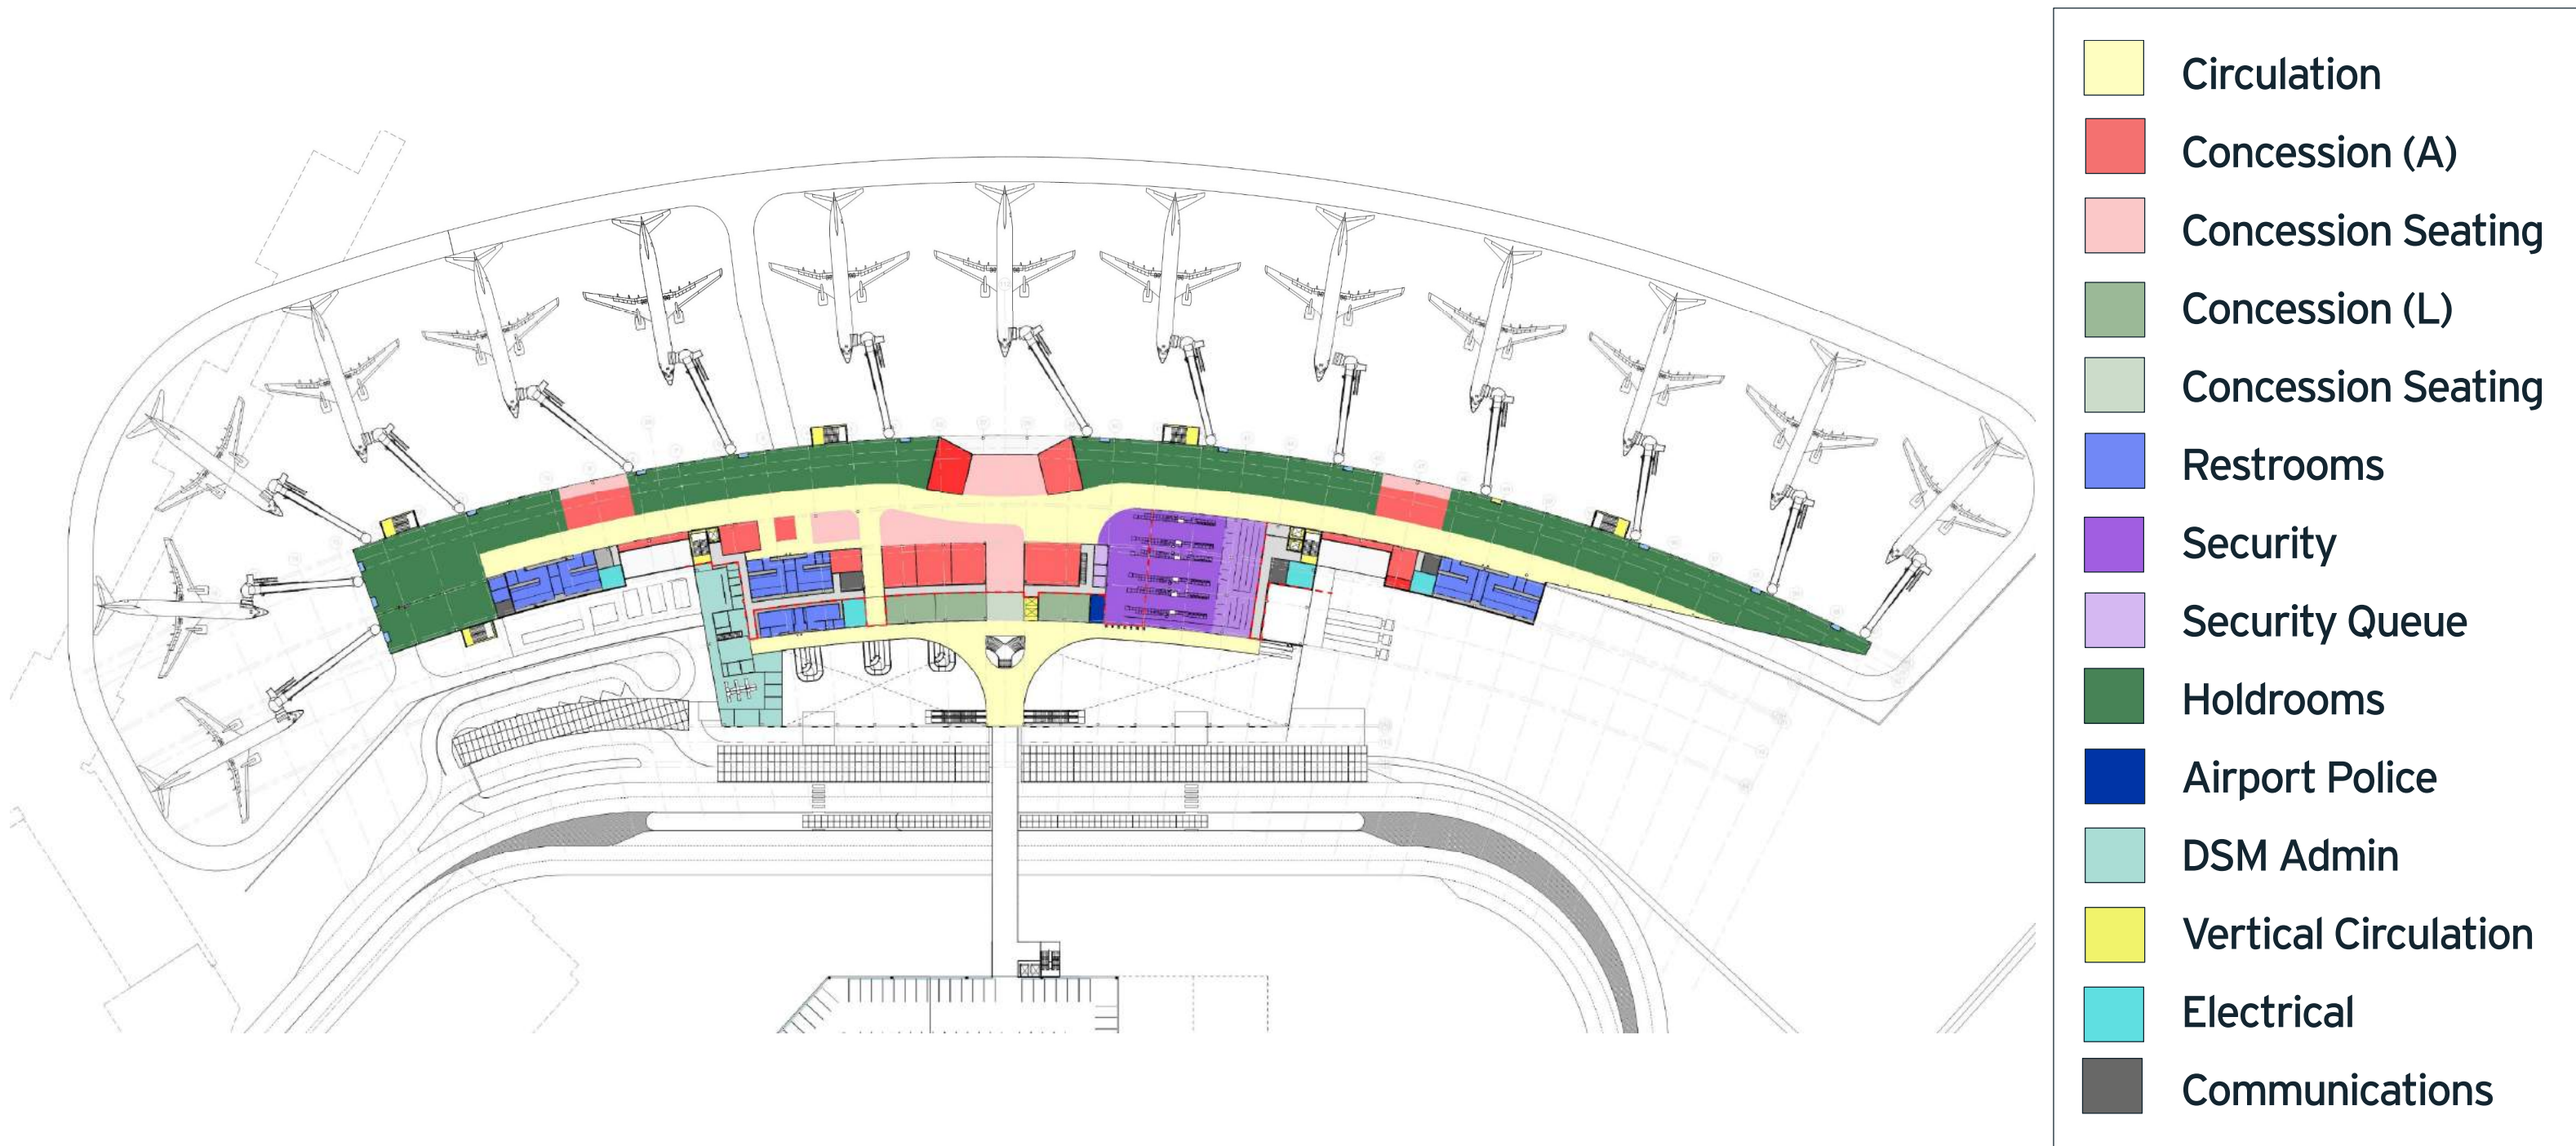 Circulation
Concession (A)
Concession Seating
Concession (L)
Concession Seating
Restrooms
Security
Security Queue
Holdrooms
Airport Police
DSM Admin
Vertical Circulation
Electrical
Communications